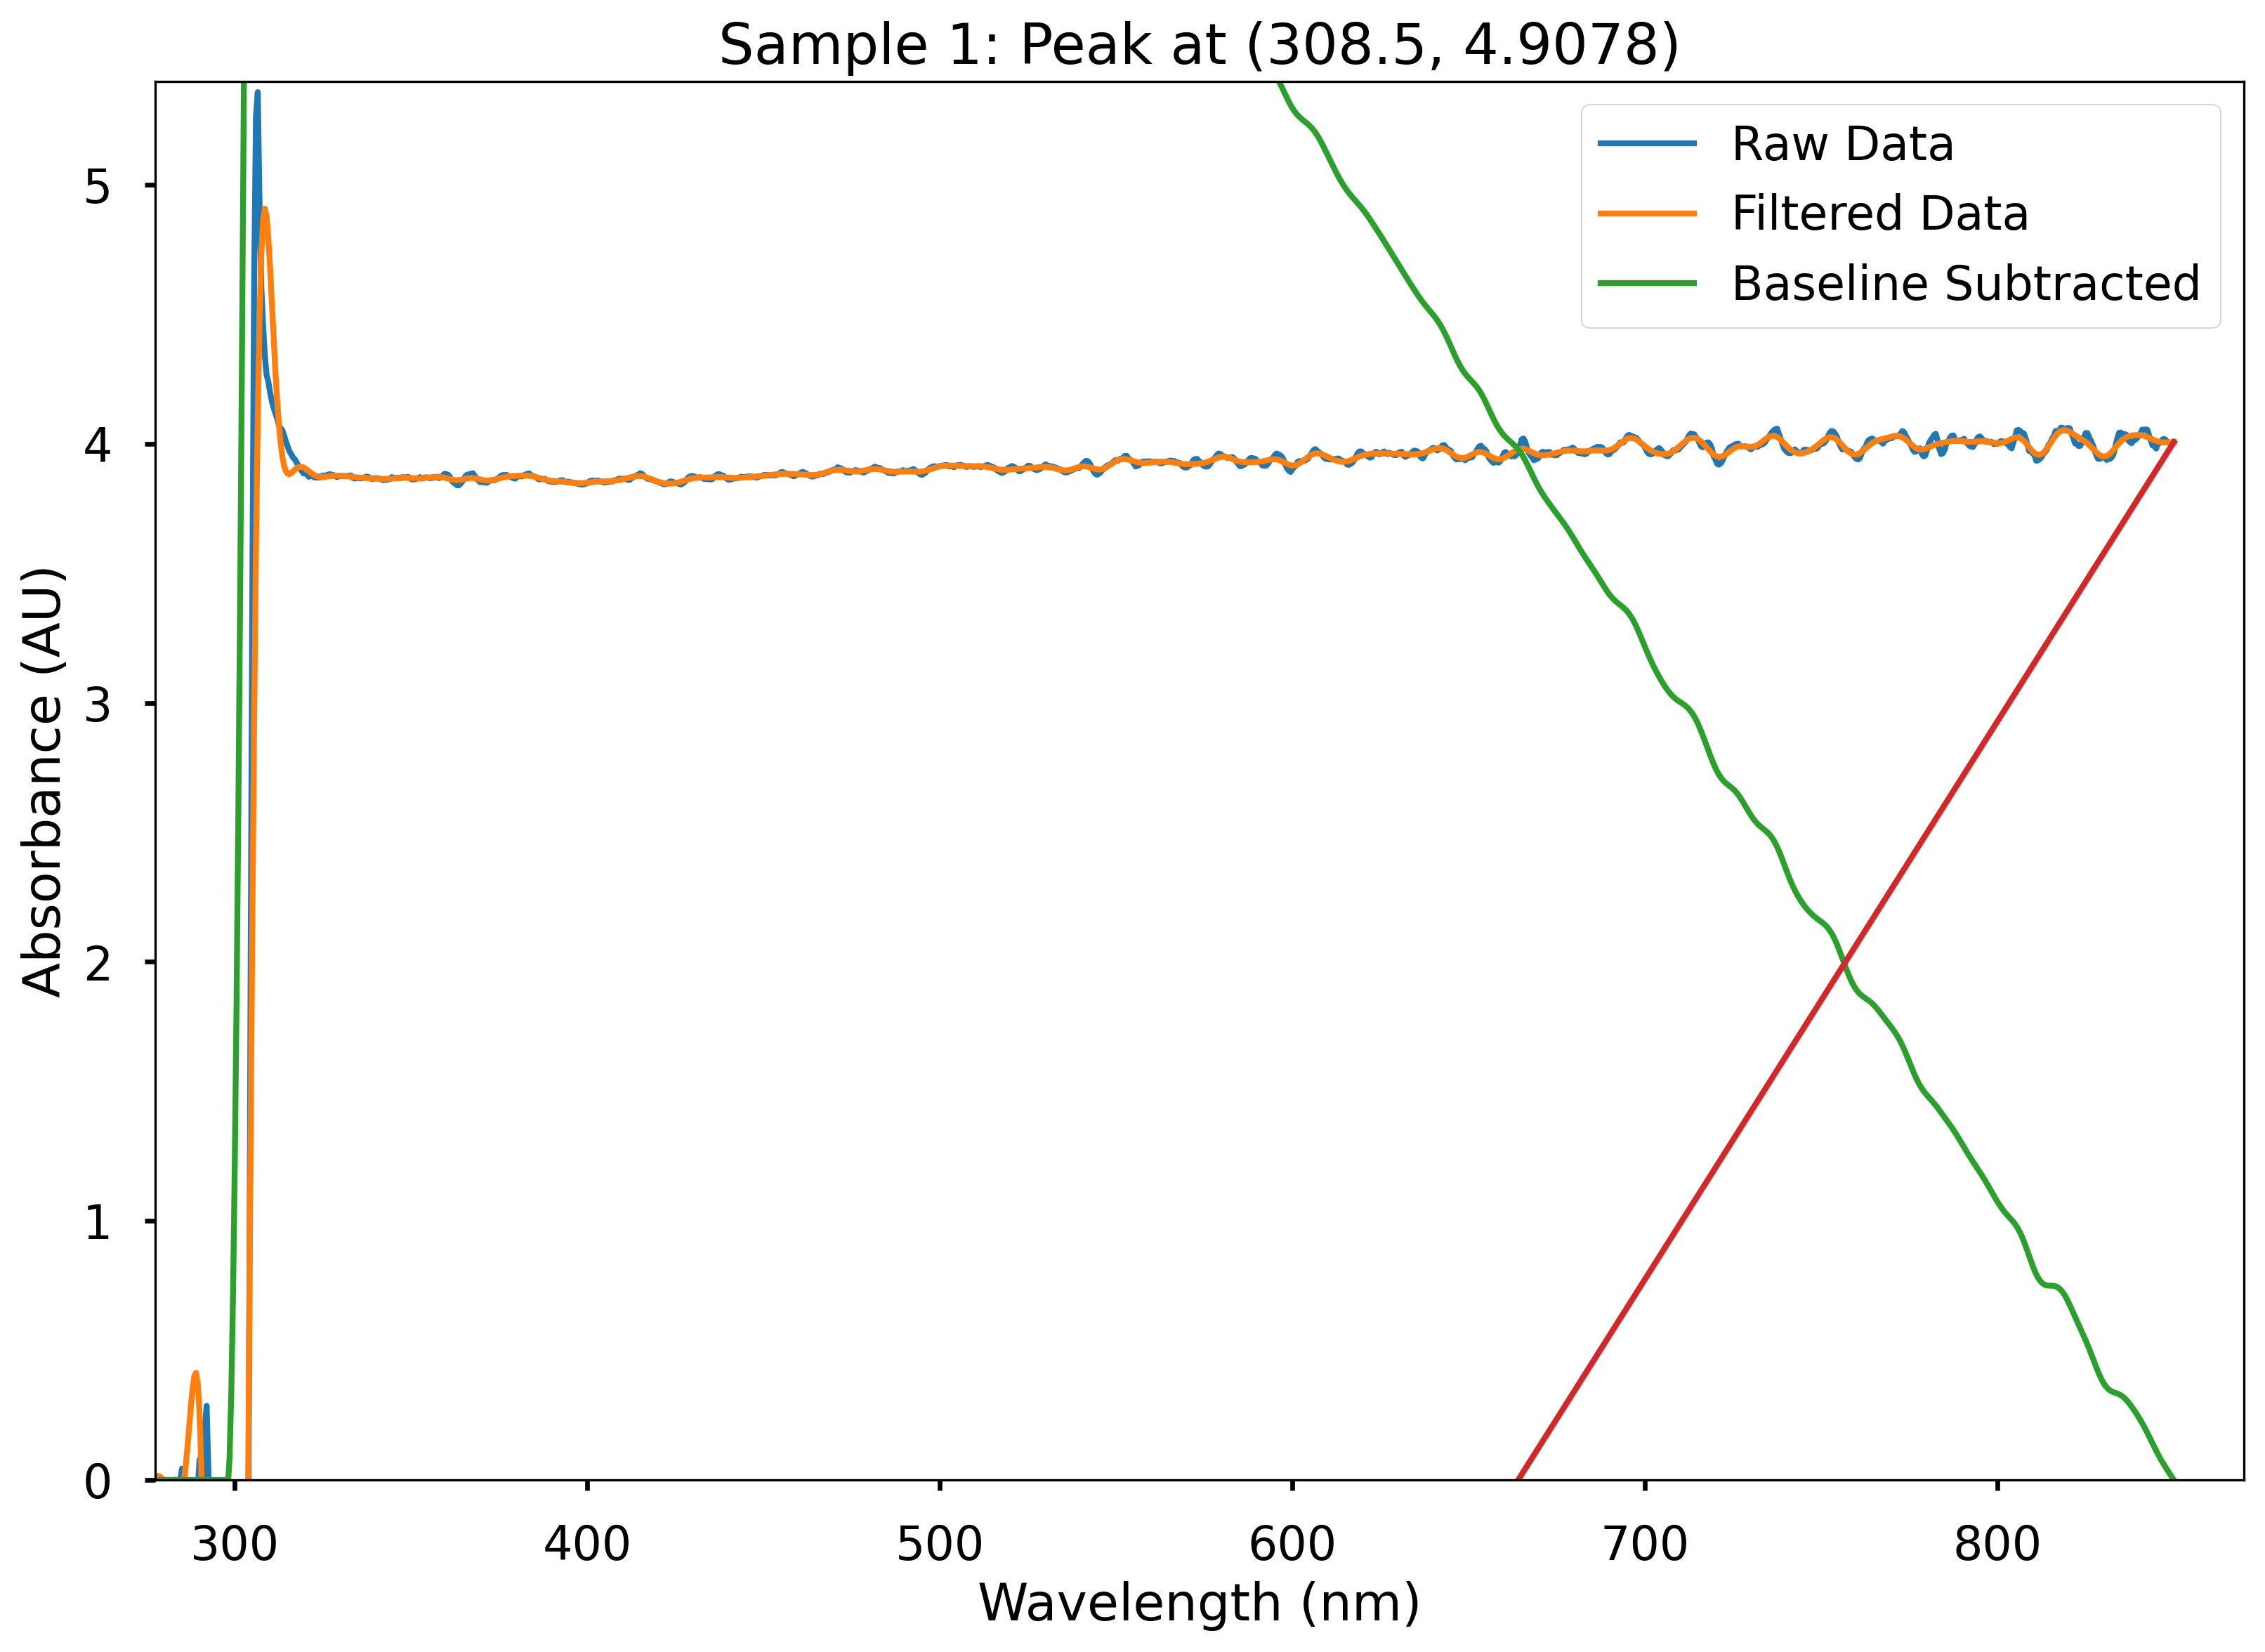 Sample 1: Peak at (308.5, 4.9078)
Raw Data
Filtered Data
Baseline Subtracted
Absorbance (AU)
5
4
3
2
1
0
300 400 500 600 700 800
Wavelength (nm)